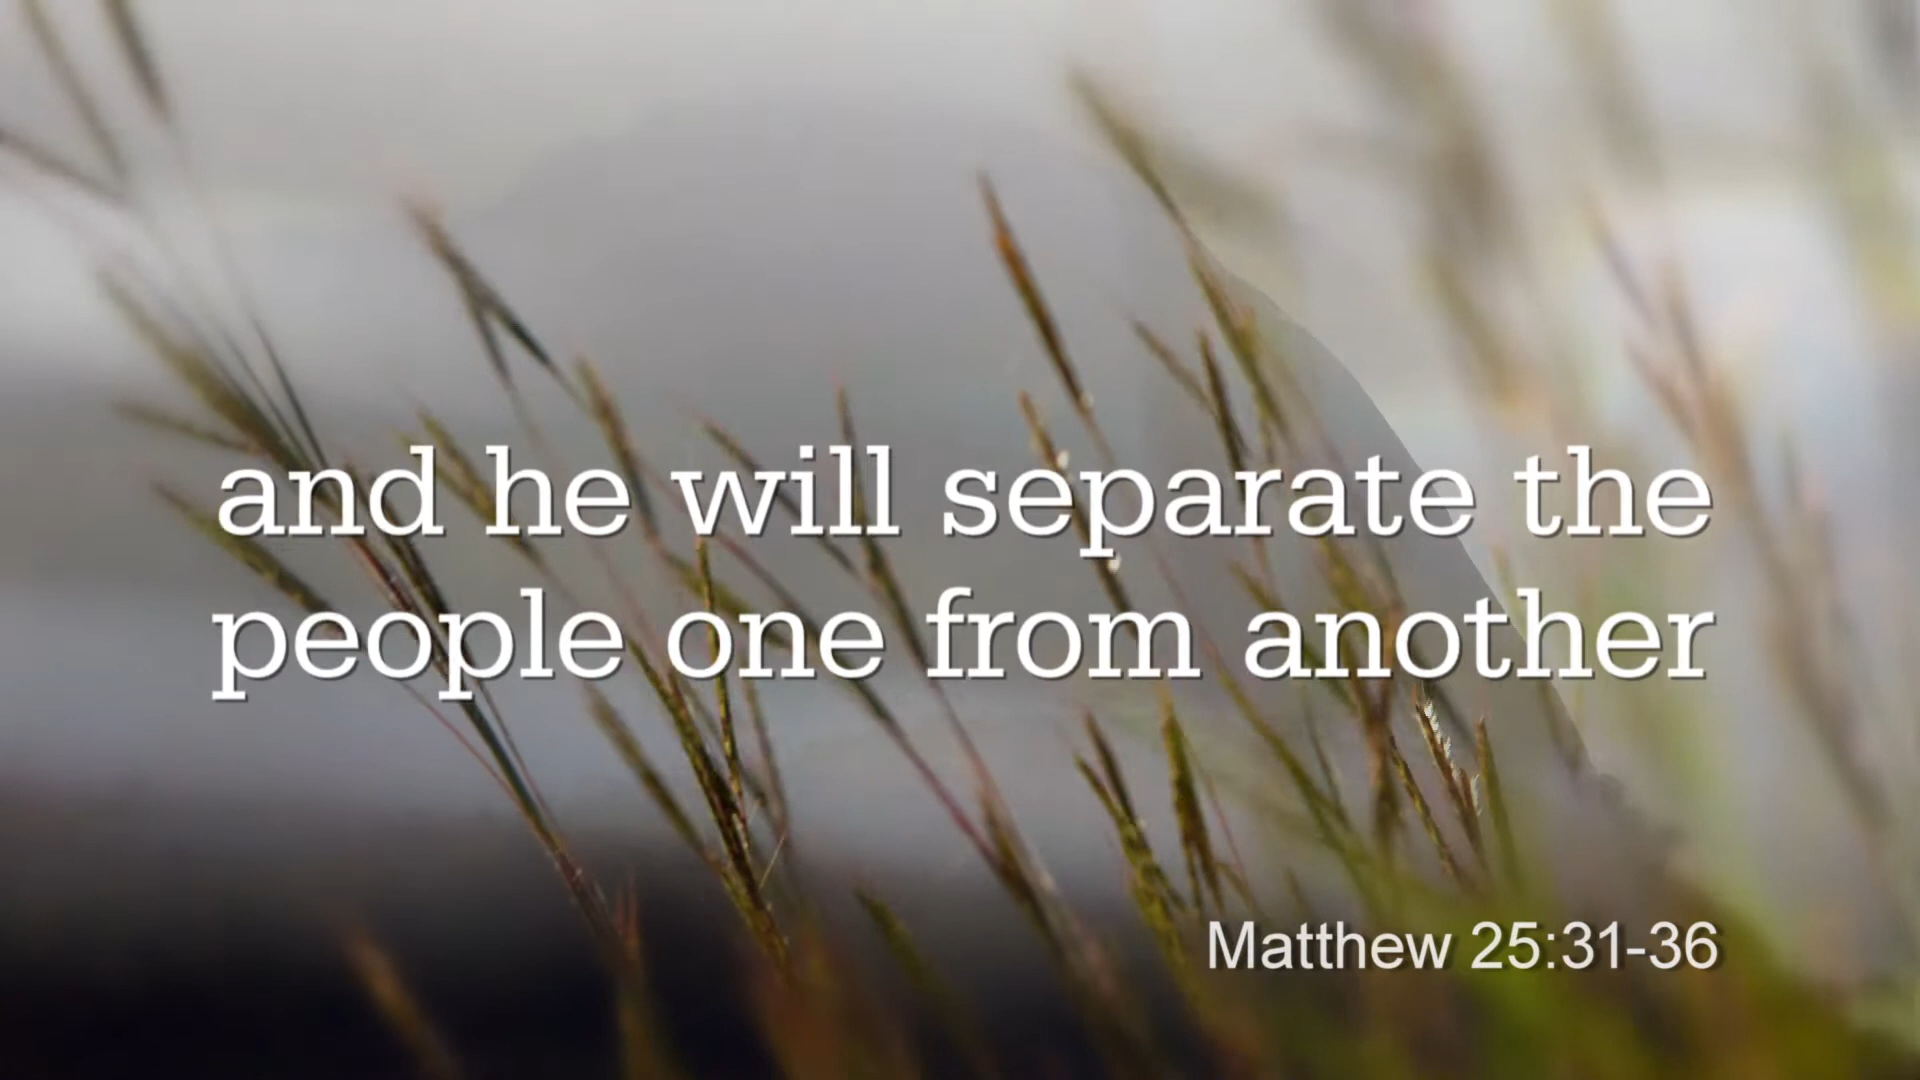 and he will separate the
people one from another
Matthew 25:31-36